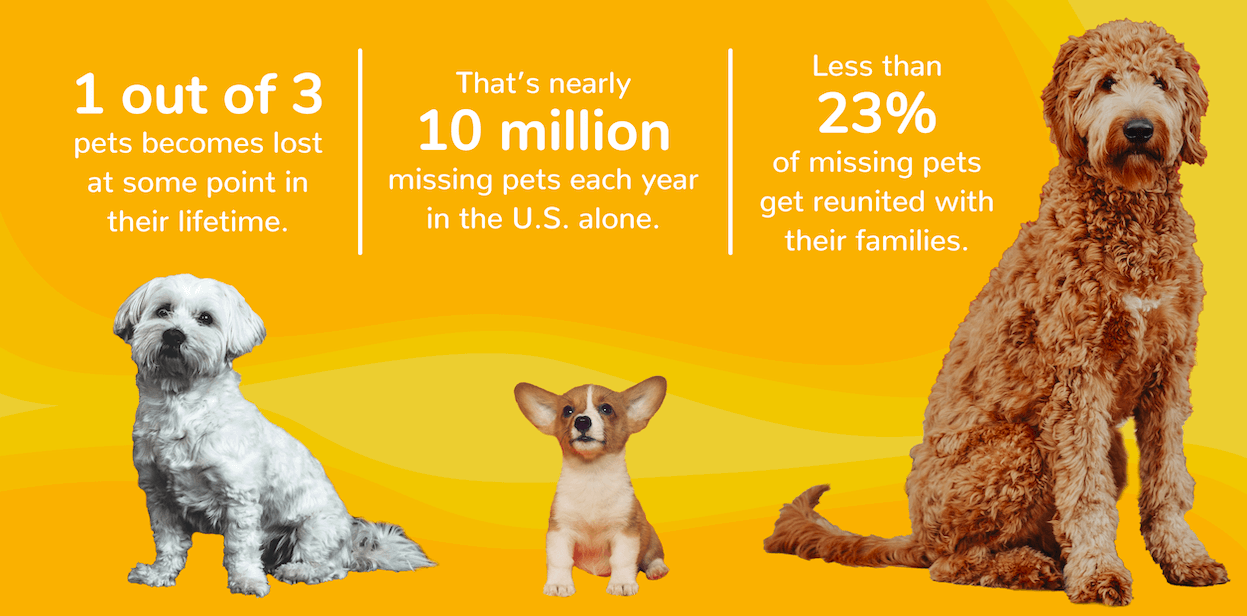 1 out of 3
pets becomes lost
at some point in
their lifetime.
That's nearly
10 million
missing pets each year
in the U.S. alone.
Less than
23%
of missing pets
get reunited with
their families.